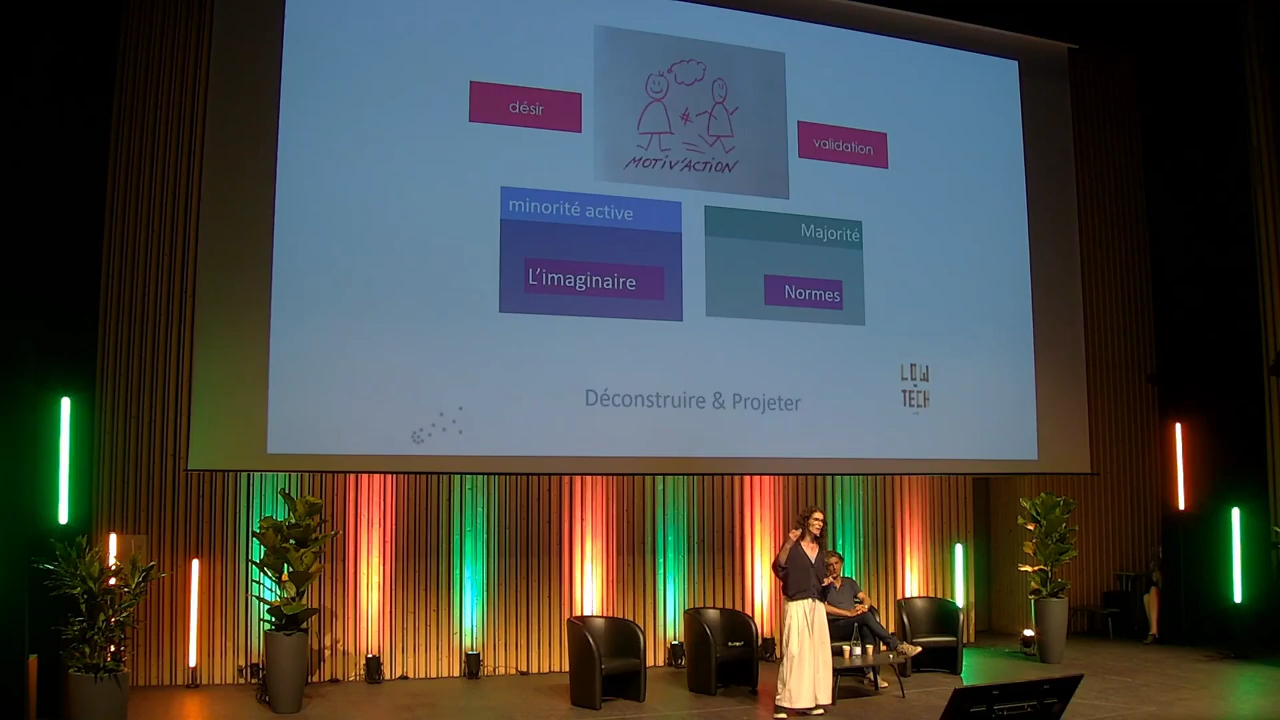 désir
MOTIV'ACTION
validation
minorité active
L'imaginaire
Majorité
Normes
Déconstruire & Projeter
LOW
TECH